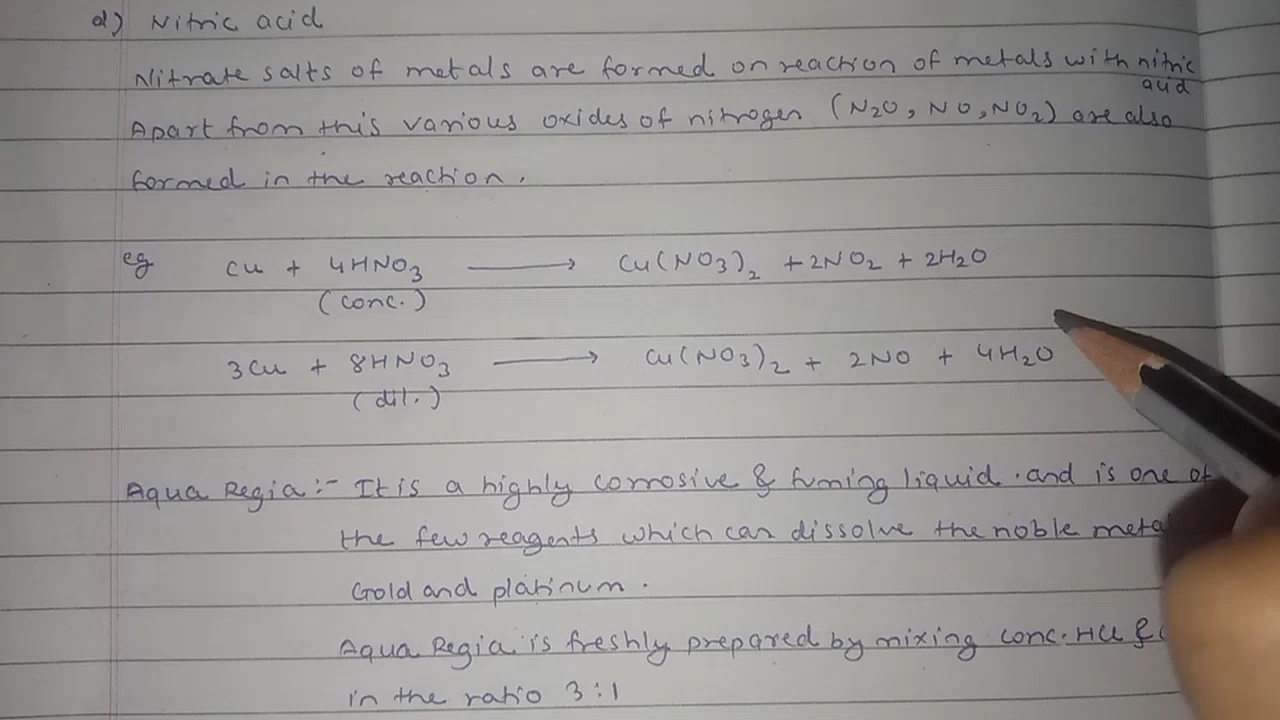 d) Nitric acid
Nitrate salts of metals are formed on reaction of metals with nitric
acid
Apart from this various oxides of nitrogen (N2O, NO, NO2) are also
formed in the reaction.
eg Cu + 4HNO3 ⟶ Cu(NO3)2 + 2NO2 + 2H2O
(conc.)
3Cu + 8HNO3 ⟶ Cu(NO3)2 + 2NO + 4H2O
(dil.)
Aqua Regia :- It is a highly corrosive & fuming liquid. and is one of
the few reagents which can dissolve the noble
Gold and platinum.
Aqua Regia is freshly prepared by mixing conc. HCl &
in the ratio 3:1